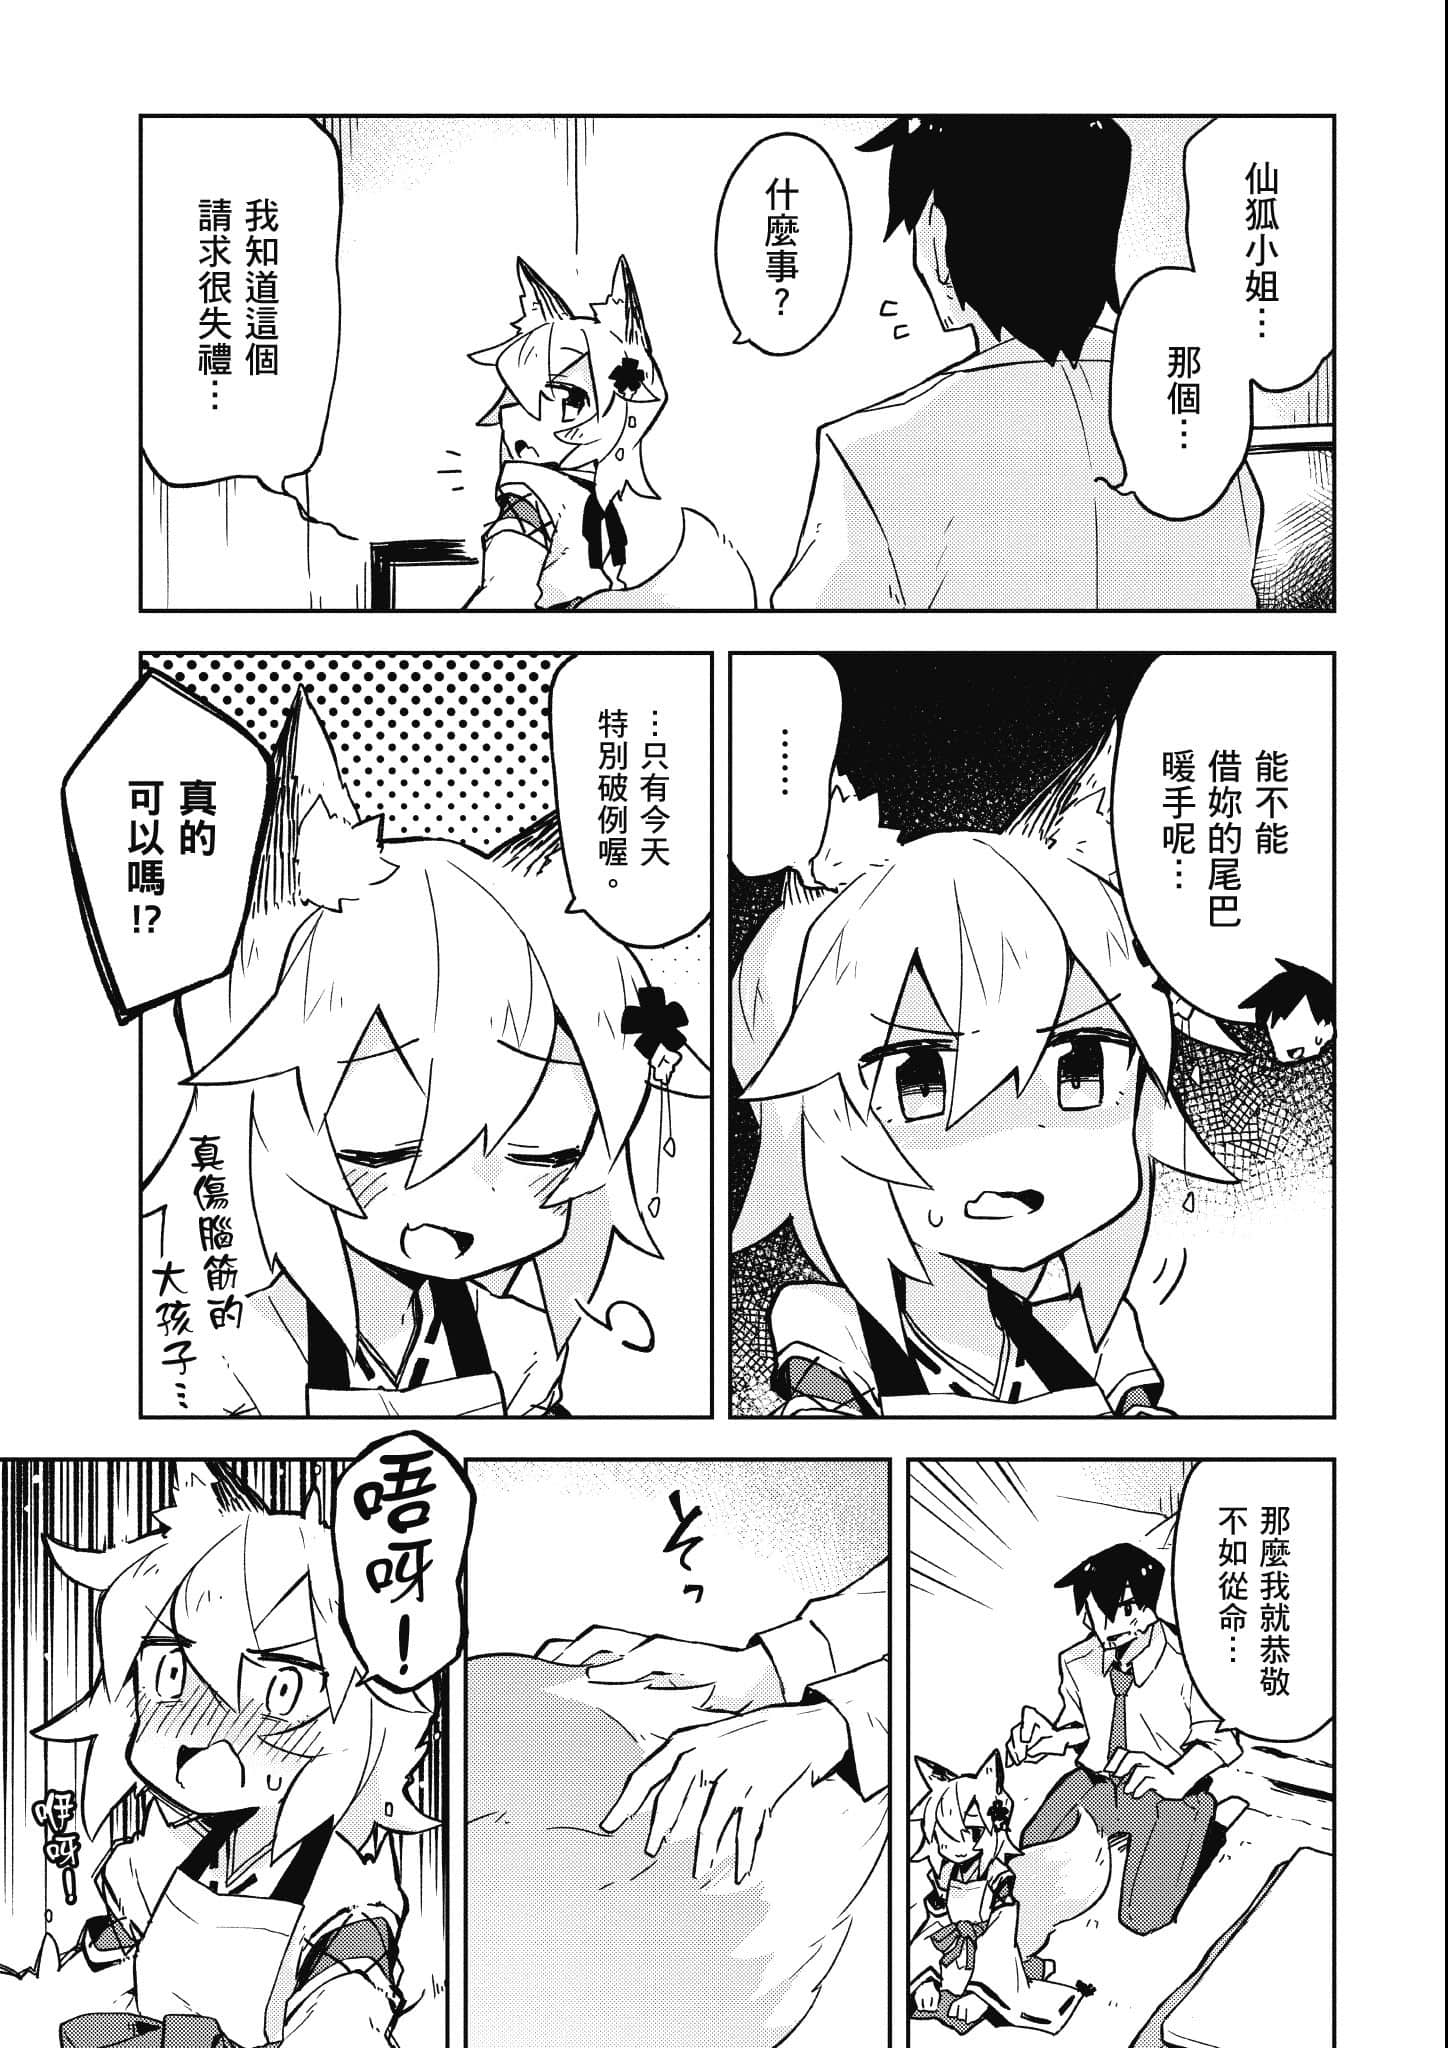 仙狐小姐…
那個…
什麼事？
我知道這個
請求很失禮…
能不能
借妳的尾巴
暖手呢…
……
…只有今天
特別破例喔。
真的
可以嗎!?
真傷腦筋的
大孩子…
那麼我就恭敬
不如從命…
そっ
唔呀！
咿呀！